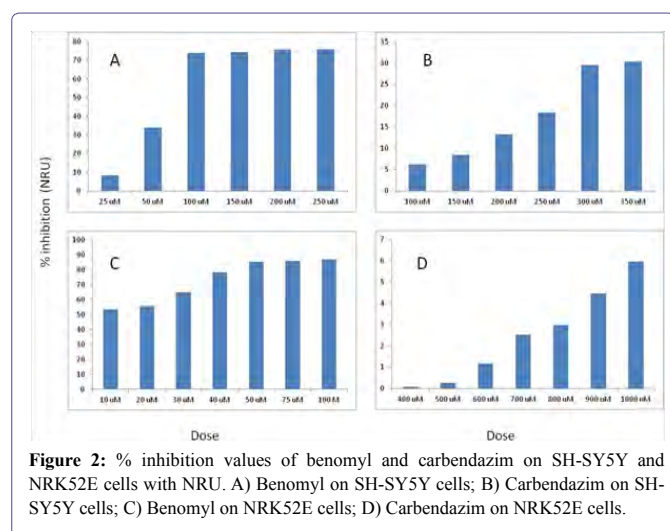 % inhibition (NRU)
A
80
70
60
50
40
30
20
10
0
25 uM 50 uM 100 uM 150 uM 200 uM 250 uM
B
35
30
25
20
15
10
5
0
100 uM 150 uM 200 uM 250 uM 300 uM 350 uM
C
100
90
80
70
60
50
40
30
20
10
0
10 uM 20 uM 30 uM 40 uM 50 uM 75 uM 100 M
D
7
6
5
4
3
2
1
0
400 uM 500 uM 600 uM 700 uM 800 uM 900 uM 1000 uM
Dose
Dose
Figure 2: % inhibition values of benomyl and carbendazim on SH-SY5Y and
NRK52E cells with NRU. A) Benomyl on SH-SY5Y cells; B) Carbendazim on SH-
SY5Y cells; C) Benomyl on NRK52E cells; D) Carbendazim on NRK52E cells.